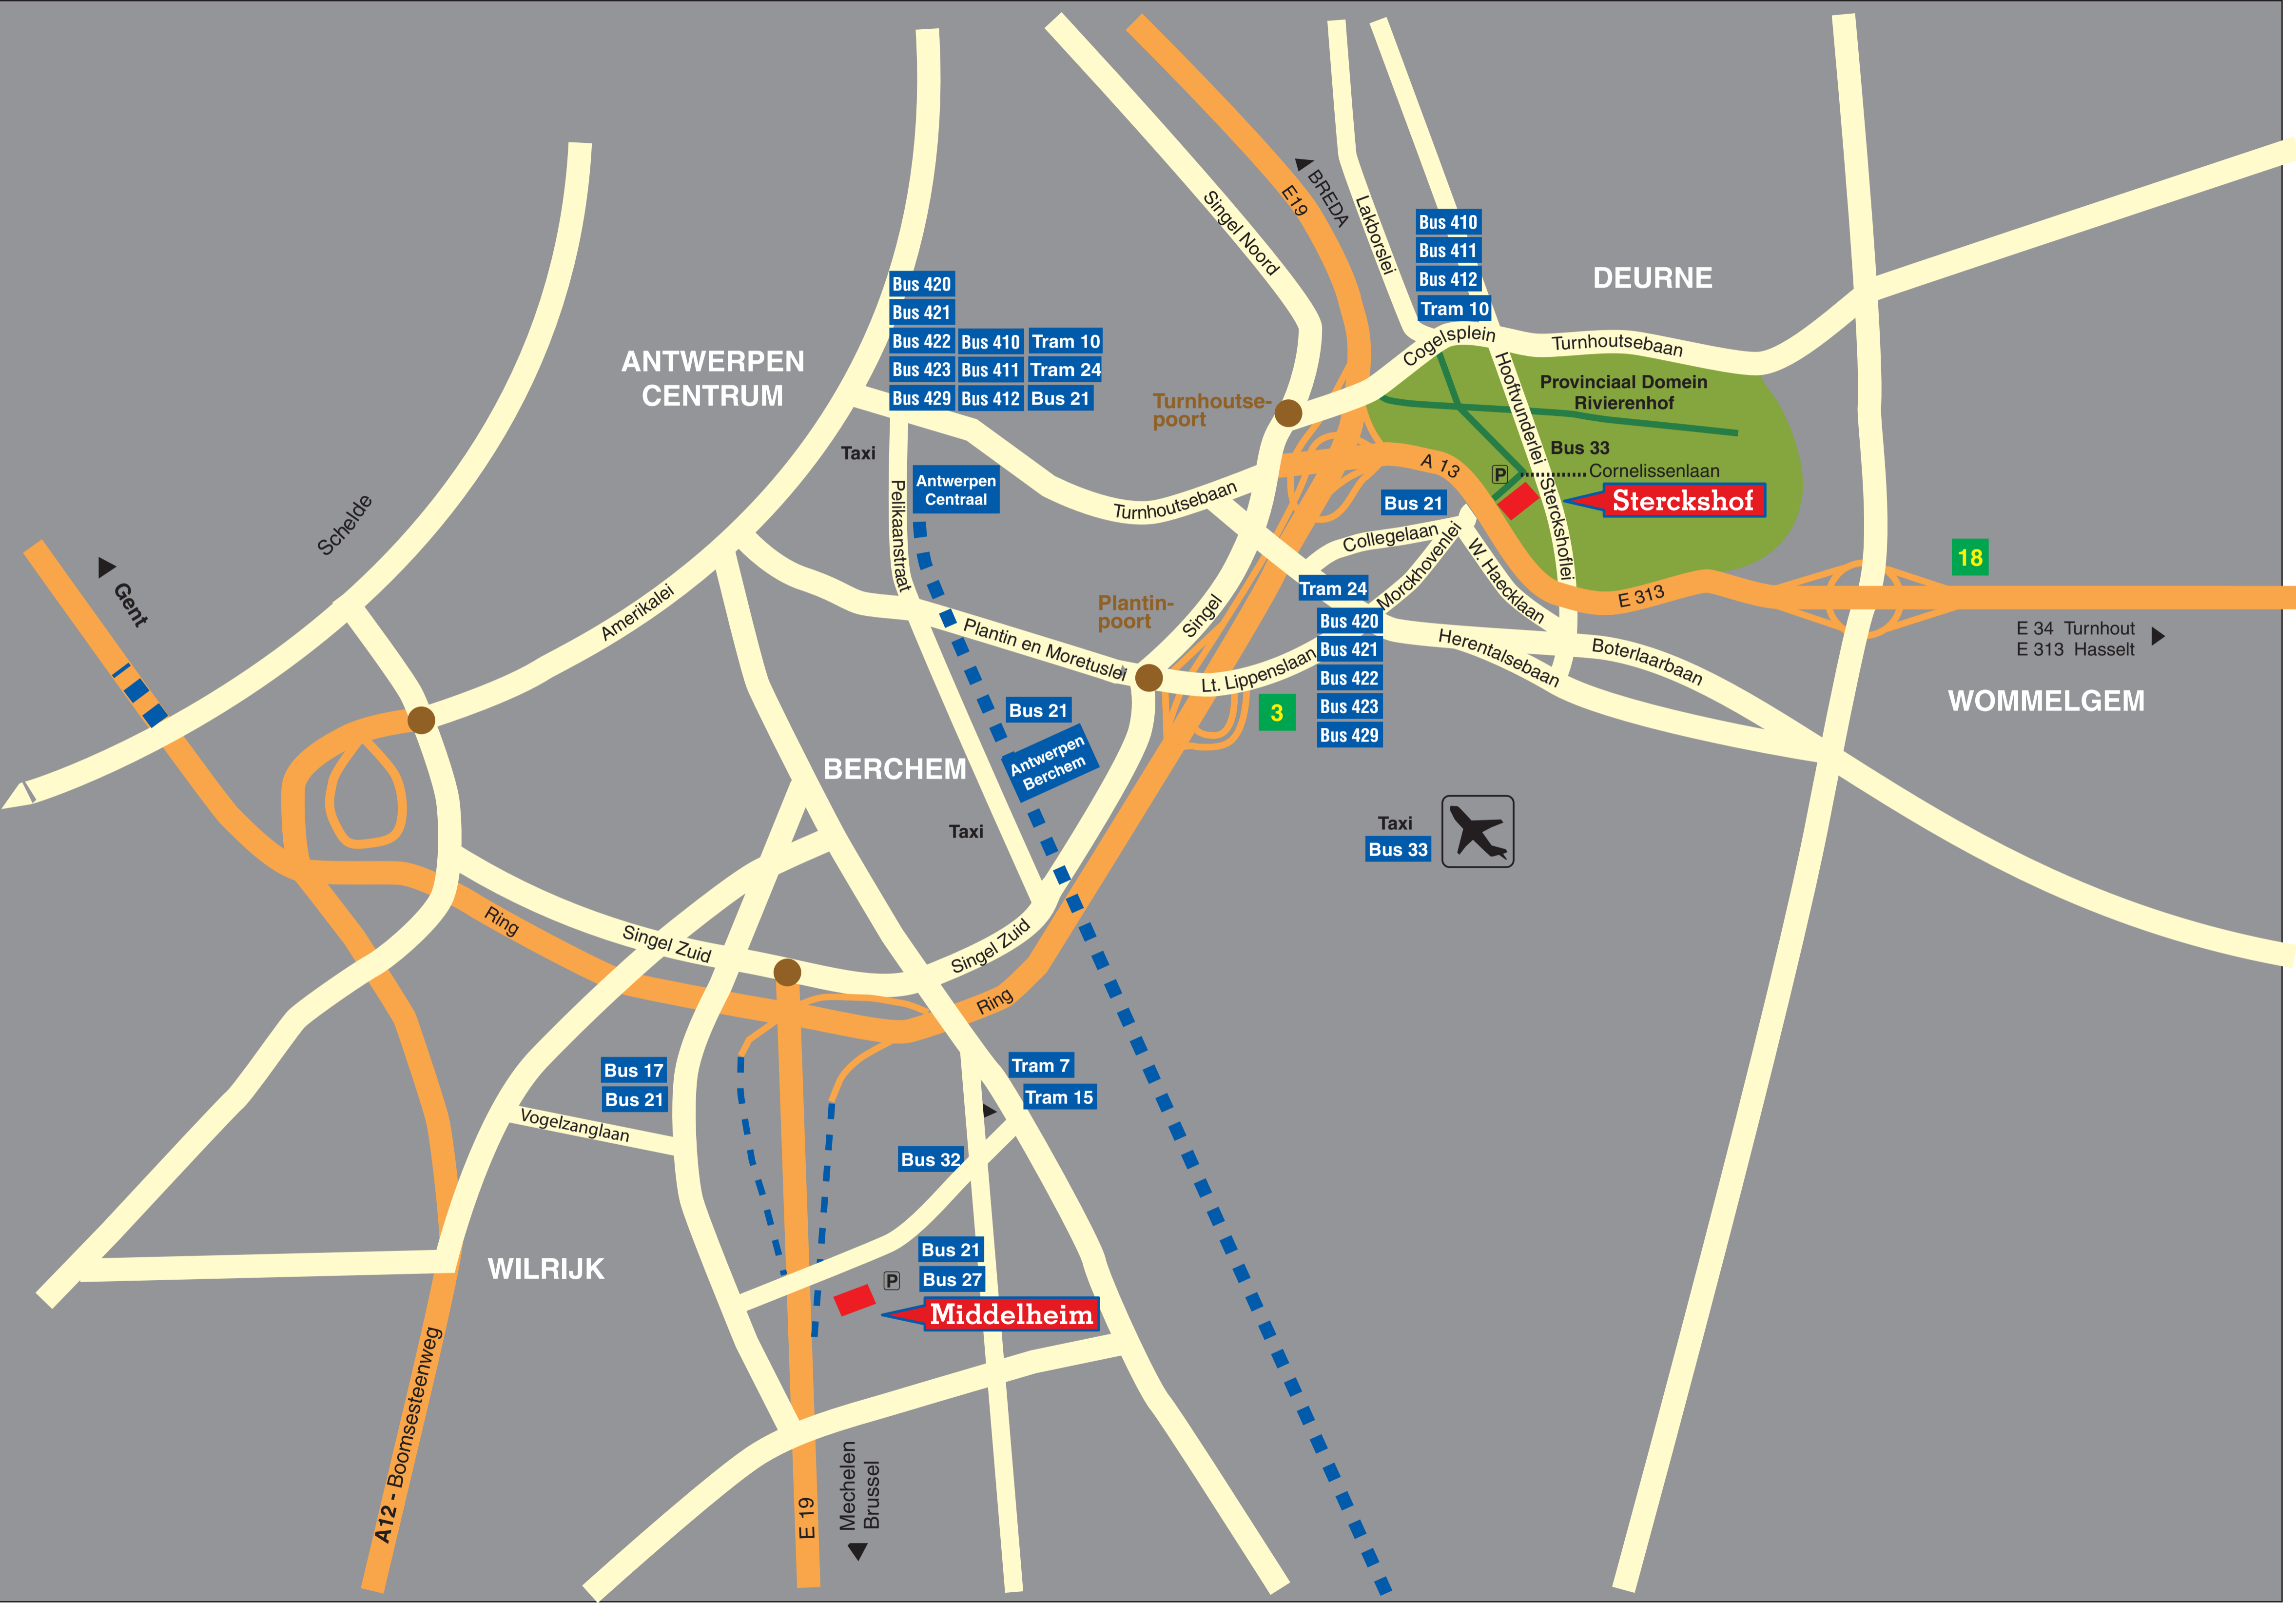 BREDA
E19
Singel Noord
Lakborslei
Bus 410
Bus 411
Bus 412
Tram 10
DEURNE
Cogelsplein
Turnhoutsebaan
Hooftvunderlei
Provinciaal Domein
Rivierenhof
Bus 33
P
Cornelissenlaan
Sterckshof
Sterckshoflei
ANTWERPEN
CENTRUM
Bus 420
Bus 421
Bus 422
Bus 423
Bus 429
Bus 410
Bus 411
Bus 412
Tram 10
Tram 24
Bus 21
Turnhoutse-
poort
Taxi
Antwerpen
Centraal
Pelikaanstraat
Turnhoutsebaan
A 13
Bus 21
Collegelaan
Morckhovenlei
W. Haecklaan
Tram 24
Bus 420
Bus 421
Bus 422
Bus 423
Bus 429
E 313
18
E 34 Turnhout
E 313 Hasselt
WOMMELGEM
Herentalsebaan
Boterlaarbaan
Schelde
Gent
Amerikalei
Plantin-
poort
Singel
Plantin en Moretuslei
Lt. Lippenslaan
3
Bus 21
Antwerpen
Berchem
BERCHEM
Taxi
Taxi
Bus 33
Ring
Singel Zuid
Singel Zuid
Ring
Bus 17
Bus 21
Vogelzanglaan
Tram 7
Tram 15
Bus 32
WILRIJK
Bus 21
Bus 27
P
Middelheim
A12 - Boomsesteenweg
E 19
Mechelen
Brussel